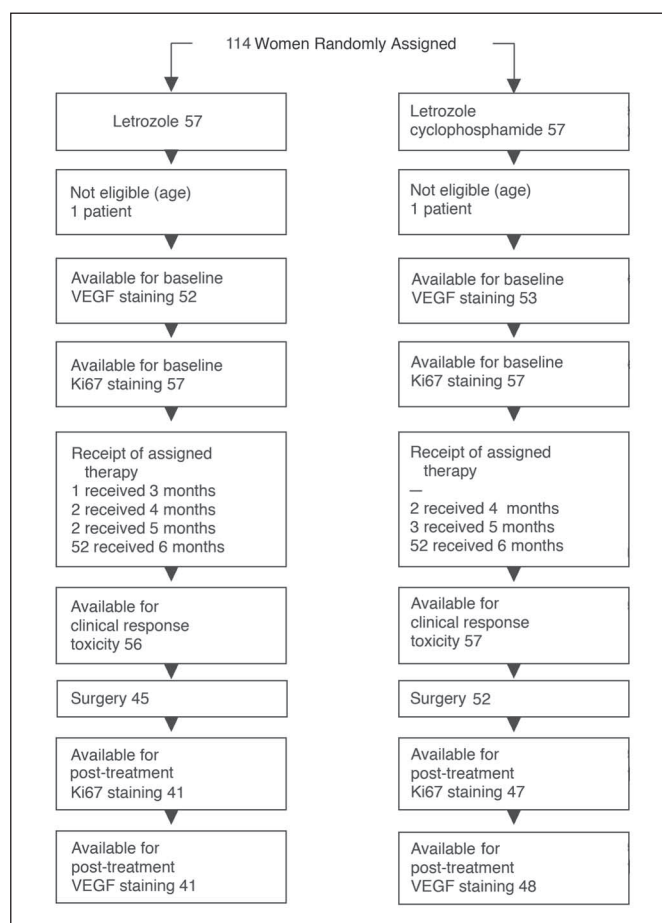 114 Women Randomly Assigned
Letrozole 57
Not eligible (age)
1 patient
Available for baseline
VEGF staining 52
Available for baseline
Ki67 staining 57
Receipt of assigned
therapy
1 received 3 months
2 received 4 months
2 received 5 months
52 received 6 months
Available for
clinical response
toxicity 56
Surgery 45
Available for
post-treatment
Ki67 staining 41
Available for
post-treatment
VEGF staining 41
Letrozole
cyclophosphamide 57
Not eligible (age)
1 patient
Available for baseline
VEGF staining 53
Available for baseline
Ki67 staining 57
Receipt of assigned
therapy
—
2 received 4 months
3 received 5 months
52 received 6 months
Available for
clinical response
toxicity 57
Surgery 52
Available for
post-treatment
Ki67 staining 47
Available for
post-treatment
VEGF staining 48